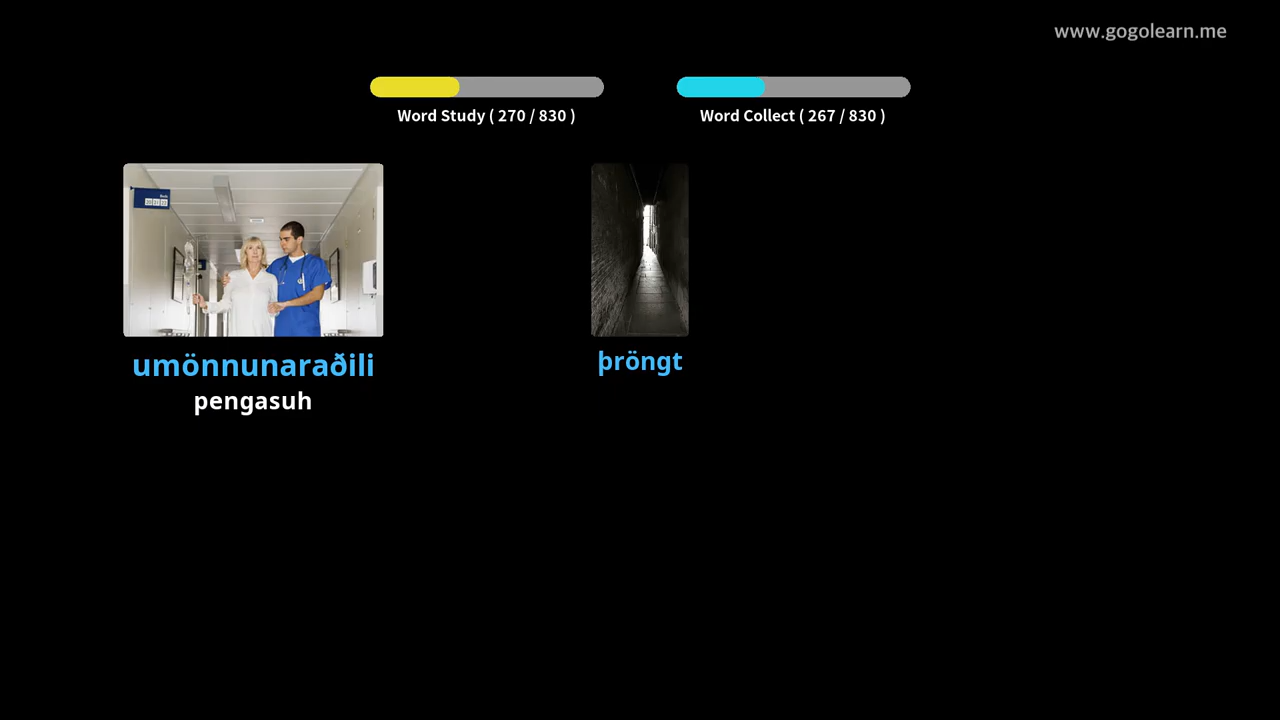 www.gogolearn.me
Word Study ( 270 / 830 )
Word Collect ( 267 / 830 )
umönnunaraðili
pengasuh
þröngt